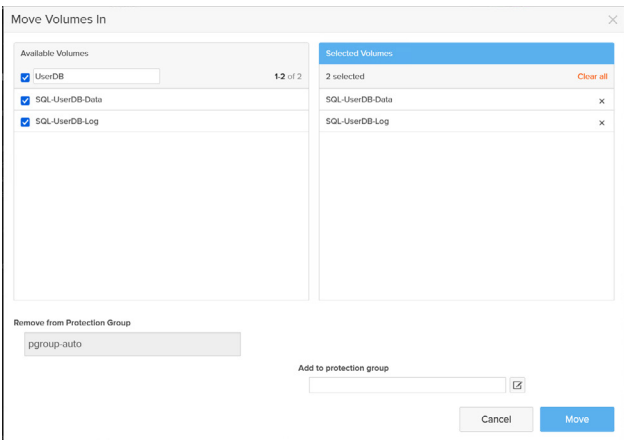 Move Volumes In
Available Volumes
UserDB
1-2 of 2
SQL-UserDB-Data
SQL-UserDB-Log
Selected Volumes
2 selected
Clear all
SQL-UserDB-Data
SQL-UserDB-Log
Remove from Protection Group
pgroup-auto
Add to protection group
Cancel
Move